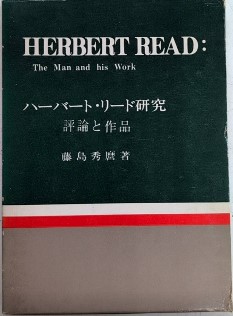 HERBERT READ:
The Man and his Work
ハーバート・リード研究
評論と作品
藤島秀麿著